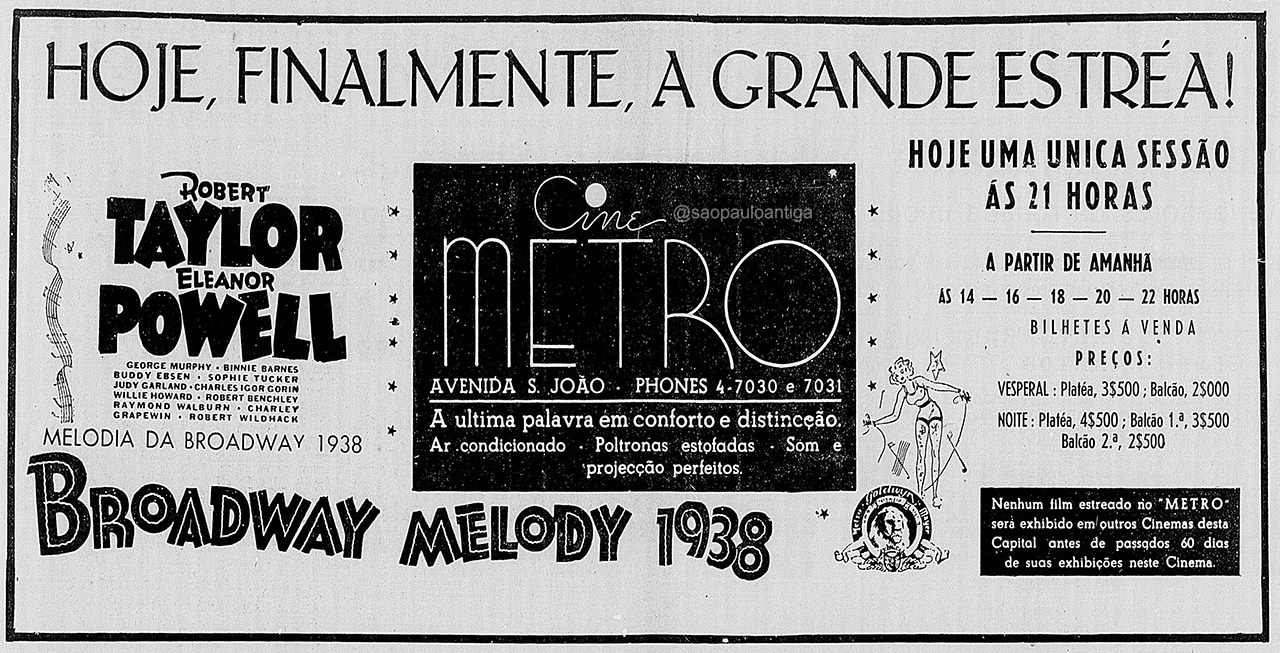 HOJE, FINALMENTE, A GRANDE ESTRÉA!
ROBERT
TAYLOR
ELEANOR
POWELL
GEORGE MURPHY • BINNIE BARNES
BUDDY EBSEN • SOPHIE TUCKER
JUDY GARLAND • CHARLES IGOR GORIN
WILLIE HOWARD • ROBERT BENCHLEY
RAYMOND WALBURN • CHARLEY
GRAPEWIN • ROBERT WILDHACK
MELODIA DA BROADWAY 1938
BROADWAY MELODY 1938
Cine
@saopauloantiga
METRO
AVENIDA S. JOÃO · PHONES 4-7030 e 7031
A ultima palavra em conforto e distincção.
Ar condicionado · Poltronas estofadas · Som e
projecção perfeitos.
HOJE UMA UNICA SESSÃO
ÁS 21 HORAS
A PARTIR DE AMANHÃ
ÁS 14 — 16 — 18 — 20 — 22 HORAS
BILHETES Á VENDA
PREÇOS:
VESPERAL : Platéa, 3$500 ; Balcão, 2$000
NOITE : Platéa, 4$500 ; Balcão 1.ª, 3$500
Balcão 2.ª, 2$500
Nenhum film estreado no "METRO"
será exhibido em outros Cinemas desta
Capital antes de passados 60 dias
de suas exhibições neste Cinema.